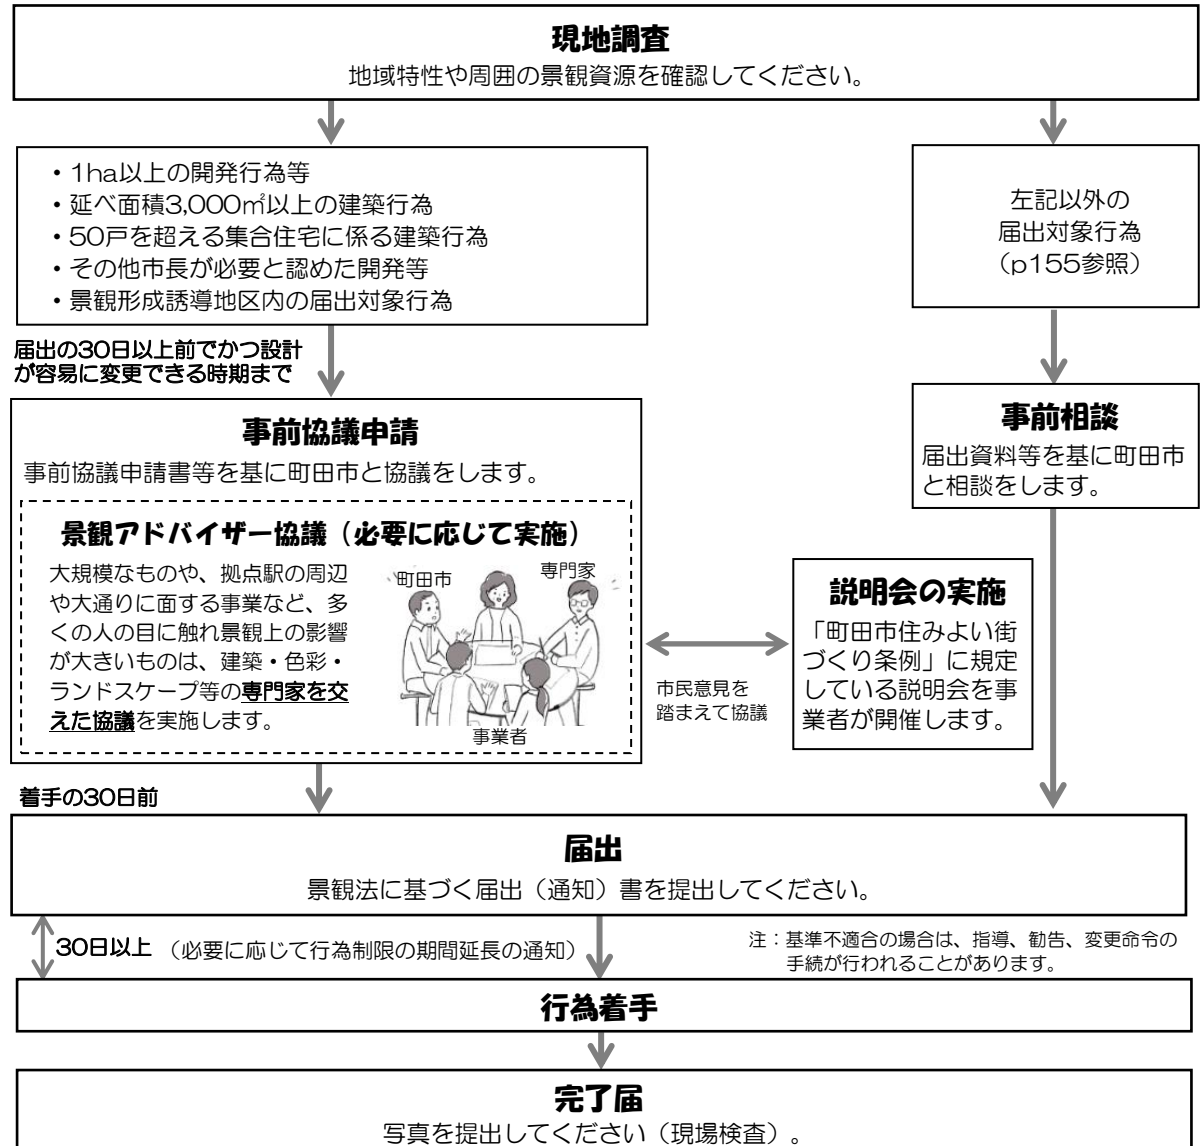 現地調査
地域特性や周囲の景観資源を確認してください。
・1ha以上の開発行為等
・延べ面積3,000㎡以上の建築行為
・50戸を超える集合住宅に係る建築行為
・その他市長が必要と認めた開発等
・景観形成誘導地区内の届出対象行為
左記以外の
届出対象行為
（p155参照）
届出の30日以上前でかつ設計
が容易に変更できる時期まで
事前協議申請
事前協議申請書等を基に町田市と協議をします。
景観アドバイザー協議（必要に応じて実施）
大規模なものや、拠点駅の周辺
や大通りに面する事業など、多
くの人の目に触れ景観上の影響
が大きいものは、建築・色彩・
ランドスケープ等の専門家を交
えた協議を実施します。
町田市
専門家
事業者
事前相談
届出資料等を基に町田市
と相談をします。
市民意見を
踏まえて協議
説明会の実施
「町田市住みよい街
づくり条例」に規定
している説明会を事
業者が開催します。
着手の30日前
届出
景観法に基づく届出（通知）書を提出してください。
30日以上（必要に応じて行為制限の期間延長の通知）
注：基準不適合の場合は、指導、勧告、変更命令の
手続が行われることがあります。
行為着手
完了届
写真を提出してください（現場検査）。